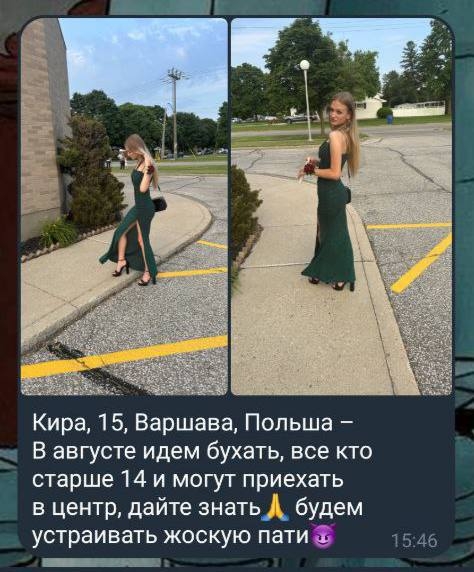 Кира, 15, Варшава, Польша –
В августе идем бухать, все кто
старше 14 и могут приехать
в центр, дайте знать🙏 будем
устраивать жоскую пати😈
15:46